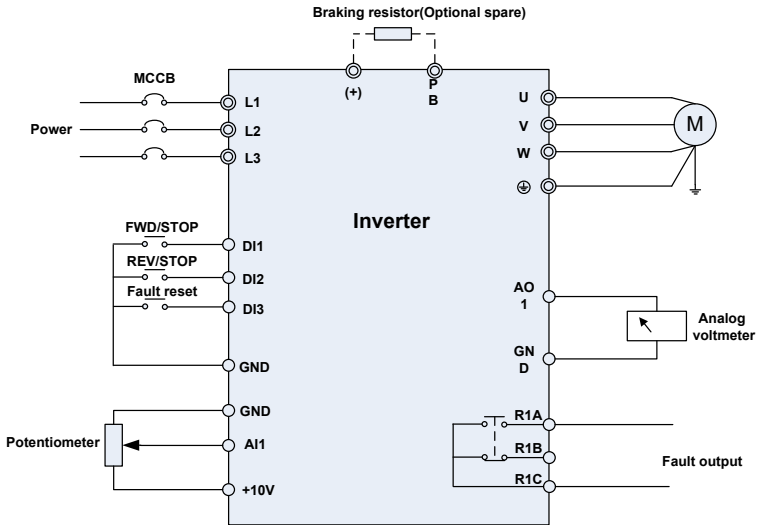 Braking resistor(Optional spare)
MCCB
(+)
P
B
L1
L2
L3
Power
U
V
W
M
Inverter
FWD/STOP
DI1
REV/STOP
DI2
Fault reset
DI3
GND
AO
1
GN
D
Analog
voltmeter
GND
Potentiometer
AI1
+10V
R1A
R1B
R1C
Fault output